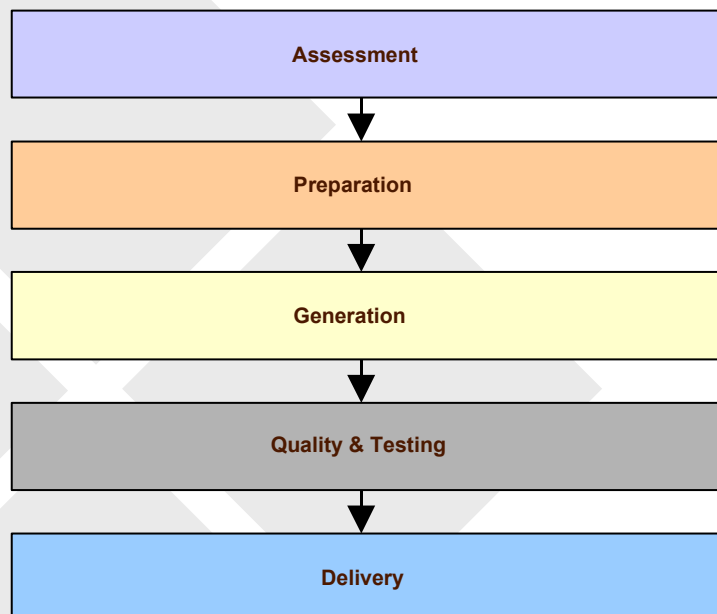 Assessment
Preparation
Generation
Quality & Testing
Delivery